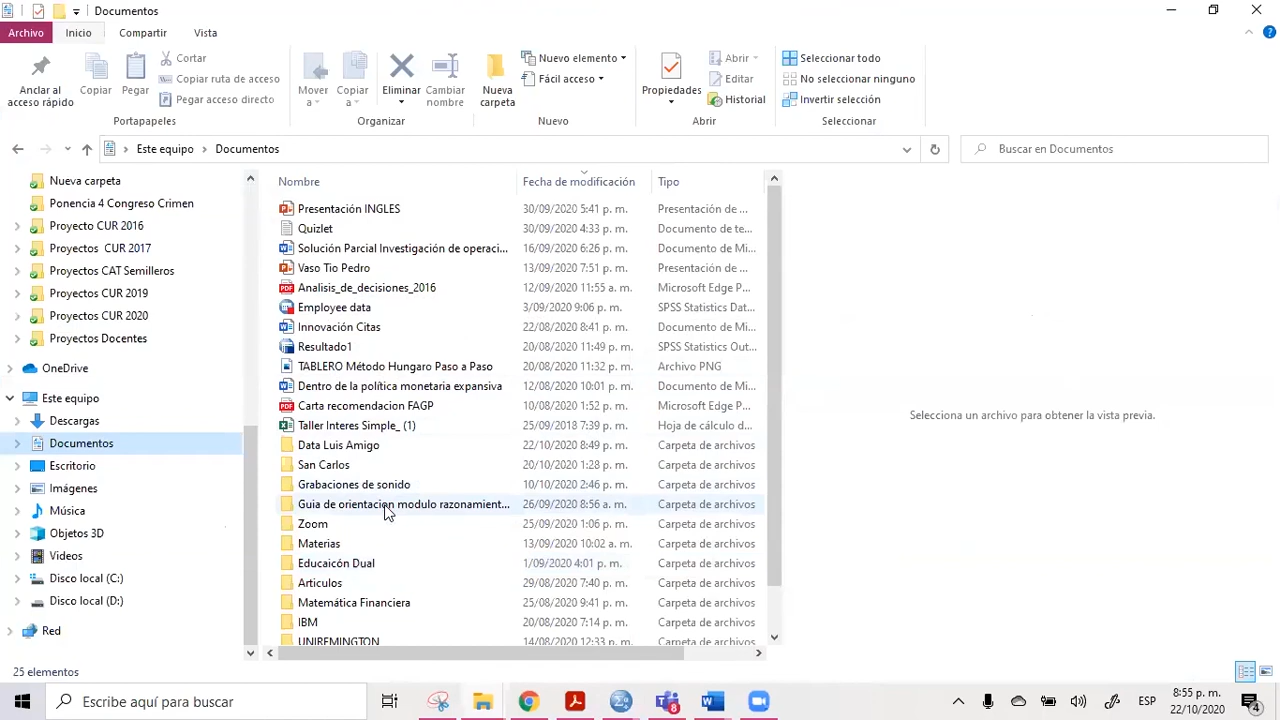 Documentos
Archivo Inicio Compartir Vista
Anclar al acceso rápido
Copiar
Pegar
Cortar
Copiar ruta de acceso
Pegar acceso directo
Portapapeles
Mover a
Copiar a
Eliminar
Cambiar nombre
Organizar
Nueva carpeta
Nuevo elemento
Fácil acceso
Nuevo
Propiedades
Abrir
Editar
Historial
Abrir
Seleccionar todo
No seleccionar ninguno
Invertir selección
Seleccionar
Este equipo > Documentos
Buscar en Documentos
Nueva carpeta
Ponencia 4 Congreso Crimen
Proyecto CUR 2016
Proyectos CUR 2017
Proyectos CAT Semilleros
Proyectos CUR 2019
Proyectos CUR 2020
Proyectos Docentes
OneDrive
Este equipo
Descargas
Documentos
Escritorio
Imágenes
Música
Objetos 3D
Videos
Disco local (C:)
Disco local (D:)
Red
Nombre Fecha de modificación Tipo
Presentación INGLES 30/09/2020 5:41 p. m. Presentación de ...
Quizlet 30/09/2020 4:33 p. m. Documento de te...
Solución Parcial Investigación de operaci... 16/09/2020 6:26 p. m. Documento de Mi...
Vaso Tio Pedro 13/09/2020 7:51 p. m. Presentación de ...
Analisis_de_decisiones_2016 12/09/2020 11:55 a. m. Microsoft Edge P...
Employee data 3/09/2020 9:06 p. m. SPSS Statistics Dat...
Innovación Citas 22/08/2020 8:41 p. m. Documento de Mi...
Resultado1 20/08/2020 11:49 p. m. SPSS Statistics Out...
TABLERO Método Hungaro Paso a Paso 20/08/2020 11:32 p. m. Archivo PNG
Dentro de la política monetaria expansiva 12/08/2020 10:01 p. m. Documento de Mi...
Carta recomendacion FAGP 10/08/2020 1:52 p. m. Microsoft Edge P...
Taller Interes Simple_ (1) 25/09/2018 7:39 p. m. Hoja de cálculo d...
Data Luis Amigo 22/10/2020 8:49 p. m. Carpeta de archivos
San Carlos 20/10/2020 1:28 p. m. Carpeta de archivos
Grabaciones de sonido 10/10/2020 2:46 p. m. Carpeta de archivos
Guia de orientacion modulo razonamient... 26/09/2020 8:56 a. m. Carpeta de archivos
Zoom 25/09/2020 1:06 p. m. Carpeta de archivos
Materias 13/09/2020 10:02 a. m. Carpeta de archivos
Educaicón Dual 1/09/2020 4:01 p. m. Carpeta de archivos
Articulos 29/08/2020 7:40 p. m. Carpeta de archivos
Matemática Financiera 25/08/2020 9:41 p. m. Carpeta de archivos
IBM 20/08/2020 7:14 p. m. Carpeta de archivos
UNIREMINGTON 14/08/2020 12:33 p. m. Carpeta de archivos
Selecciona un archivo para obtener la vista previa.
25 elementos
Escribe aquí para buscar
8
ESP
8:55 p. m.
22/10/2020
4